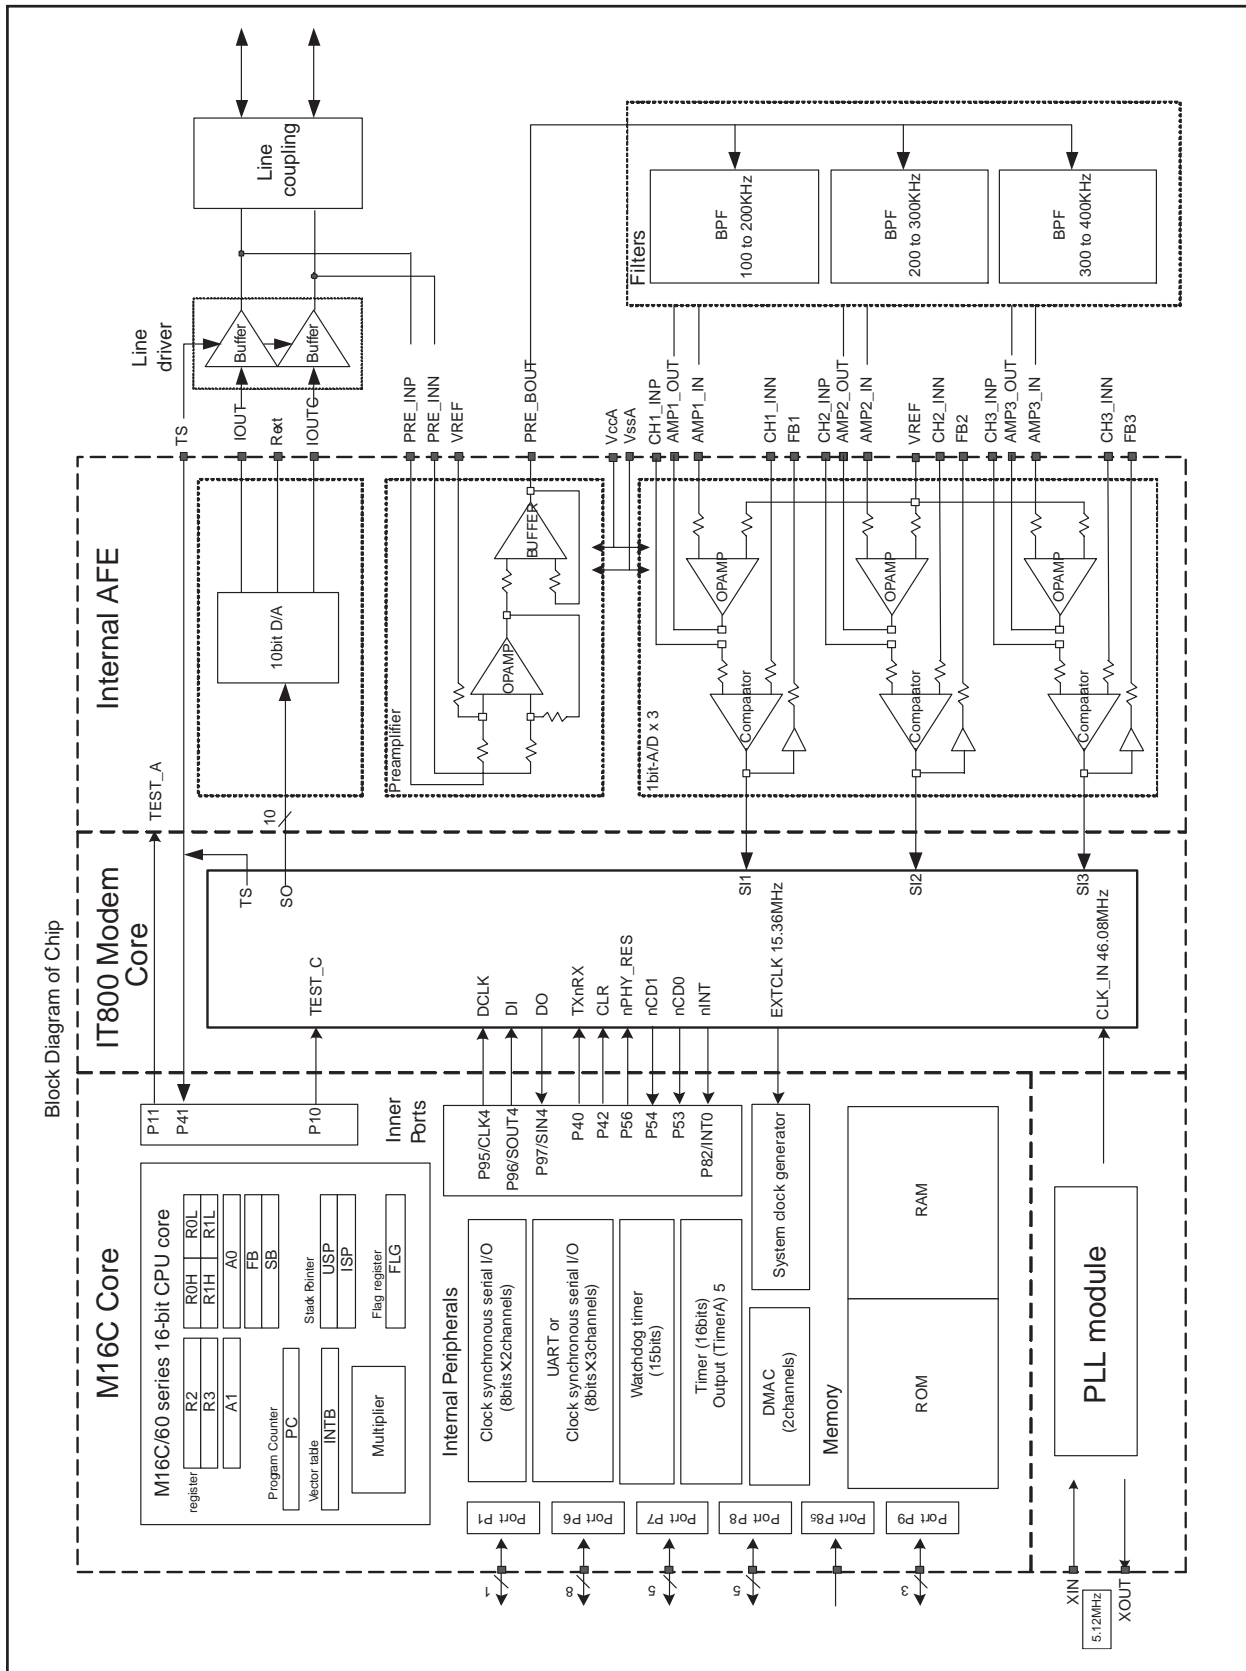 Block Diagram of Chip
M16C Core
IT800 Modem
Core
Internal AFE
M16C/60 series 16-bit CPU core
register
R2
R3
A1
R0H
R0L
R1H
R1L
A0
FB
SB
Program Counter
PC
Vector table
INTB
Stack Pointer
USP
ISP
Flag register
FLG
Multiplier
P11
P41
P10
TEST_A
TEST_C
TS
SO
10
10bit D/A
TS
IOUT
Rext
IOUTC
Line
driver
Buffer
Buffer
Line
coupling
Inner
Ports
P95/CLK4
P96/SOUT4
P97/SIN4
P40
P42
P56
P54
P53
P82/INT0
DCLK
DI
DO
TXnRX
CLR
nPHY_RES
nCD1
nCD0
nINT
EXTCLK 15.36MHz
CLK_IN 46.08MHz
SI1
SI2
SI3
Preamplifier
OPAMP
BUFFER
PRE_INP
PRE_INN
VREF
PRE_BOUT
VccA
VssA
1bit-A/D x 3
Comparator
OPAMP
Comparator
OPAMP
Comparator
OPAMP
CH1_INP
AMP1_OUT
AMP1_IN
CH1_INN
FB1
CH2_INP
AMP2_OUT
AMP2_IN
VREF
CH2_INN
FB2
CH3_INP
AMP3_OUT
AMP3_IN
CH3_INN
FB3
Filters
BPF
100 to 200KHz
BPF
200 to 300KHz
BPF
300 to 400KHz
Internal Peripherals
Clock synchronous serial I/O
(8bitsX2channels)
UART or
Clock synchronous serial I/O
(8bitsX3channels)
Watchdog timer
(15bits)
Timer (16bits)
Output (TimerA) 5
DMAC
(2channels)
System clock generator
Memory
ROM
RAM
Port P1
Port P6
Port P7
Port P8
Port P85
Port P9
1
8
5
5
3
PLL module
XIN
XOUT
5.12MHz